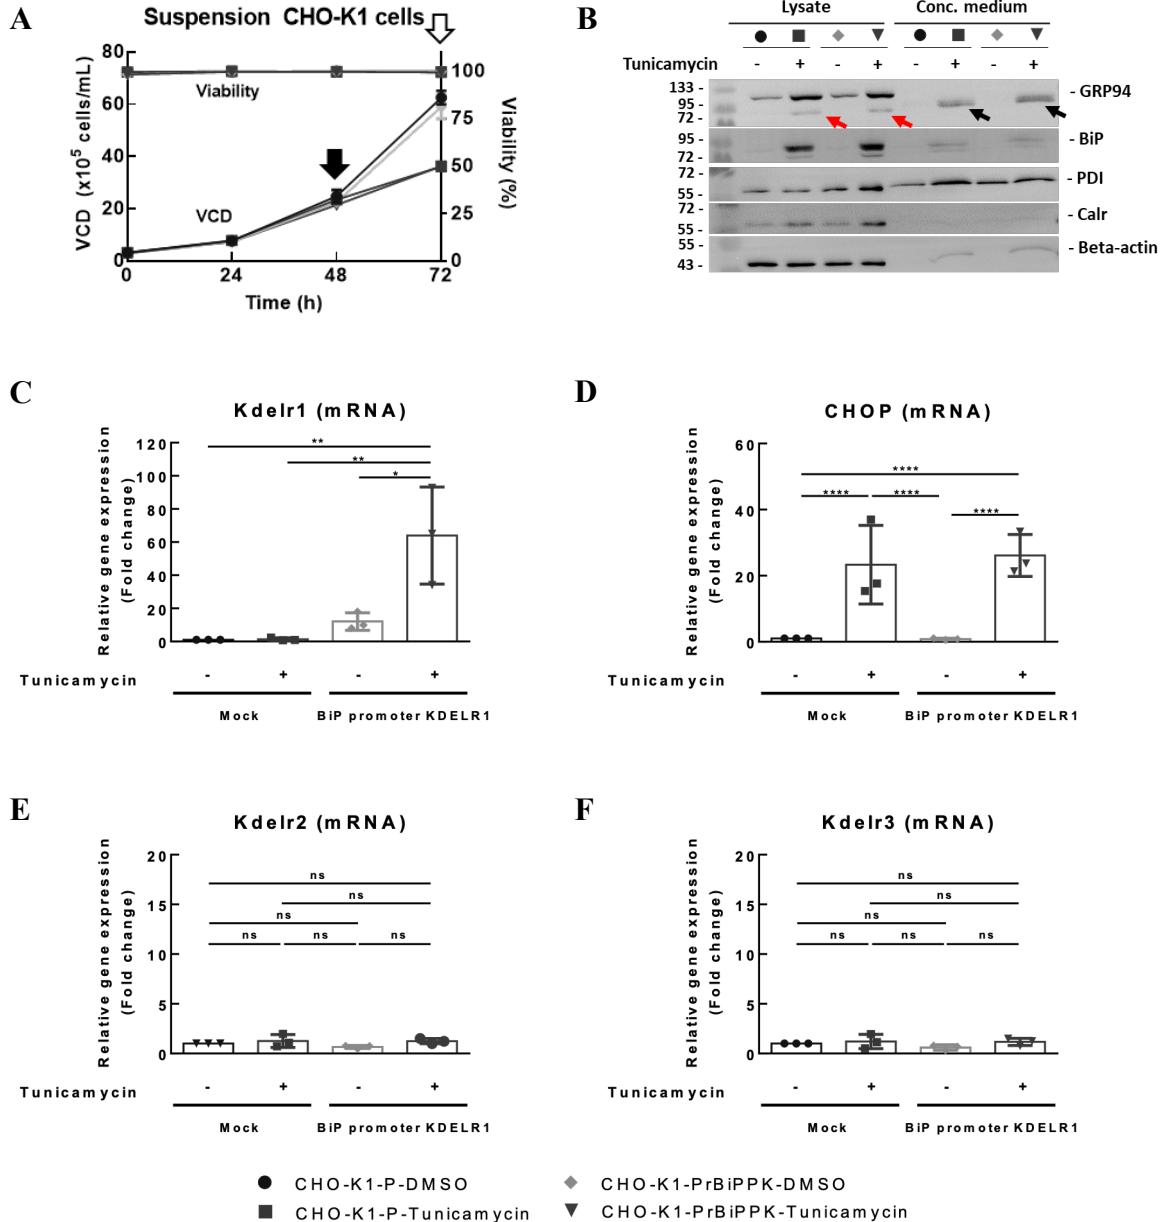 A
Suspension CHO-K1 cells
80
60
40
20
0
VCD (x10⁵ cells/mL)
Viability
VCD
100
75
50
25
0
Viability (%)
0 24 48 72
Time (h)
B
Lysate Conc. medium
Tunicamycin - + - + - + - +
133 -
95 -
72 -
- GRP94
95 -
72 -
- BiP
72 -
55 -
- PDI
72 -
55 -
- Calr
55 -
43 -
- Beta-actin
C
Kdelr1 (mRNA)
Relative gene expression
(Fold change)
120
100
80
60
40
20
0
**
**
*
Tunicamycin - + - +
Mock BiP promoter KDELR1
D
CHOP (mRNA)
Relative gene expression
(Fold change)
60
40
20
0
****
**** ****
****
Tunicamycin - + - +
Mock BiP promoter KDELR1
E
Kdelr2 (mRNA)
Relative gene expression
(Fold change)
20
15
10
5
0
ns
ns
ns
ns ns ns
Tunicamycin - + - +
Mock BiP promoter KDELR1
F
Kdelr3 (mRNA)
Relative gene expression
(Fold change)
20
15
10
5
0
ns
ns
ns
ns ns ns
Tunicamycin - + - +
Mock BiP promoter KDELR1
CHO-K1-P-DMSO CHO-K1-PrBiPPK-DMSO
CHO-K1-P-Tunicamycin CHO-K1-PrBiPPK-Tunicamycin